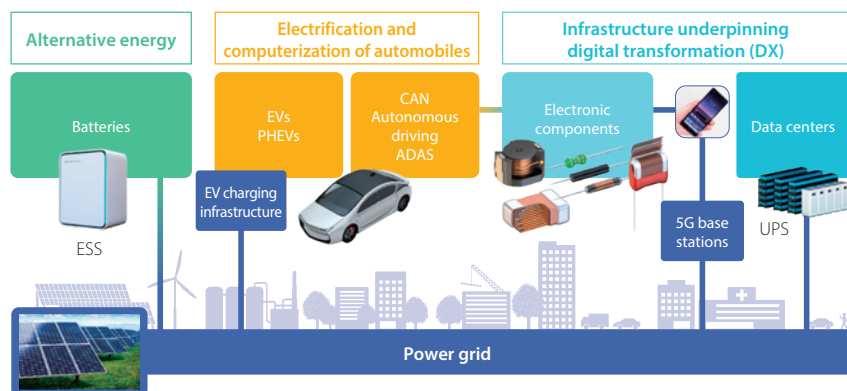 Alternative energy
Electrification and
computerization of automobiles
Infrastructure underpinning
digital transformation (DX)
Batteries
EVs
PHEVs
CAN
Autonomous
driving
ADAS
Electronic
components
Data centers
EV charging
infrastructure
ESS
5G base
stations
UPS
Power grid